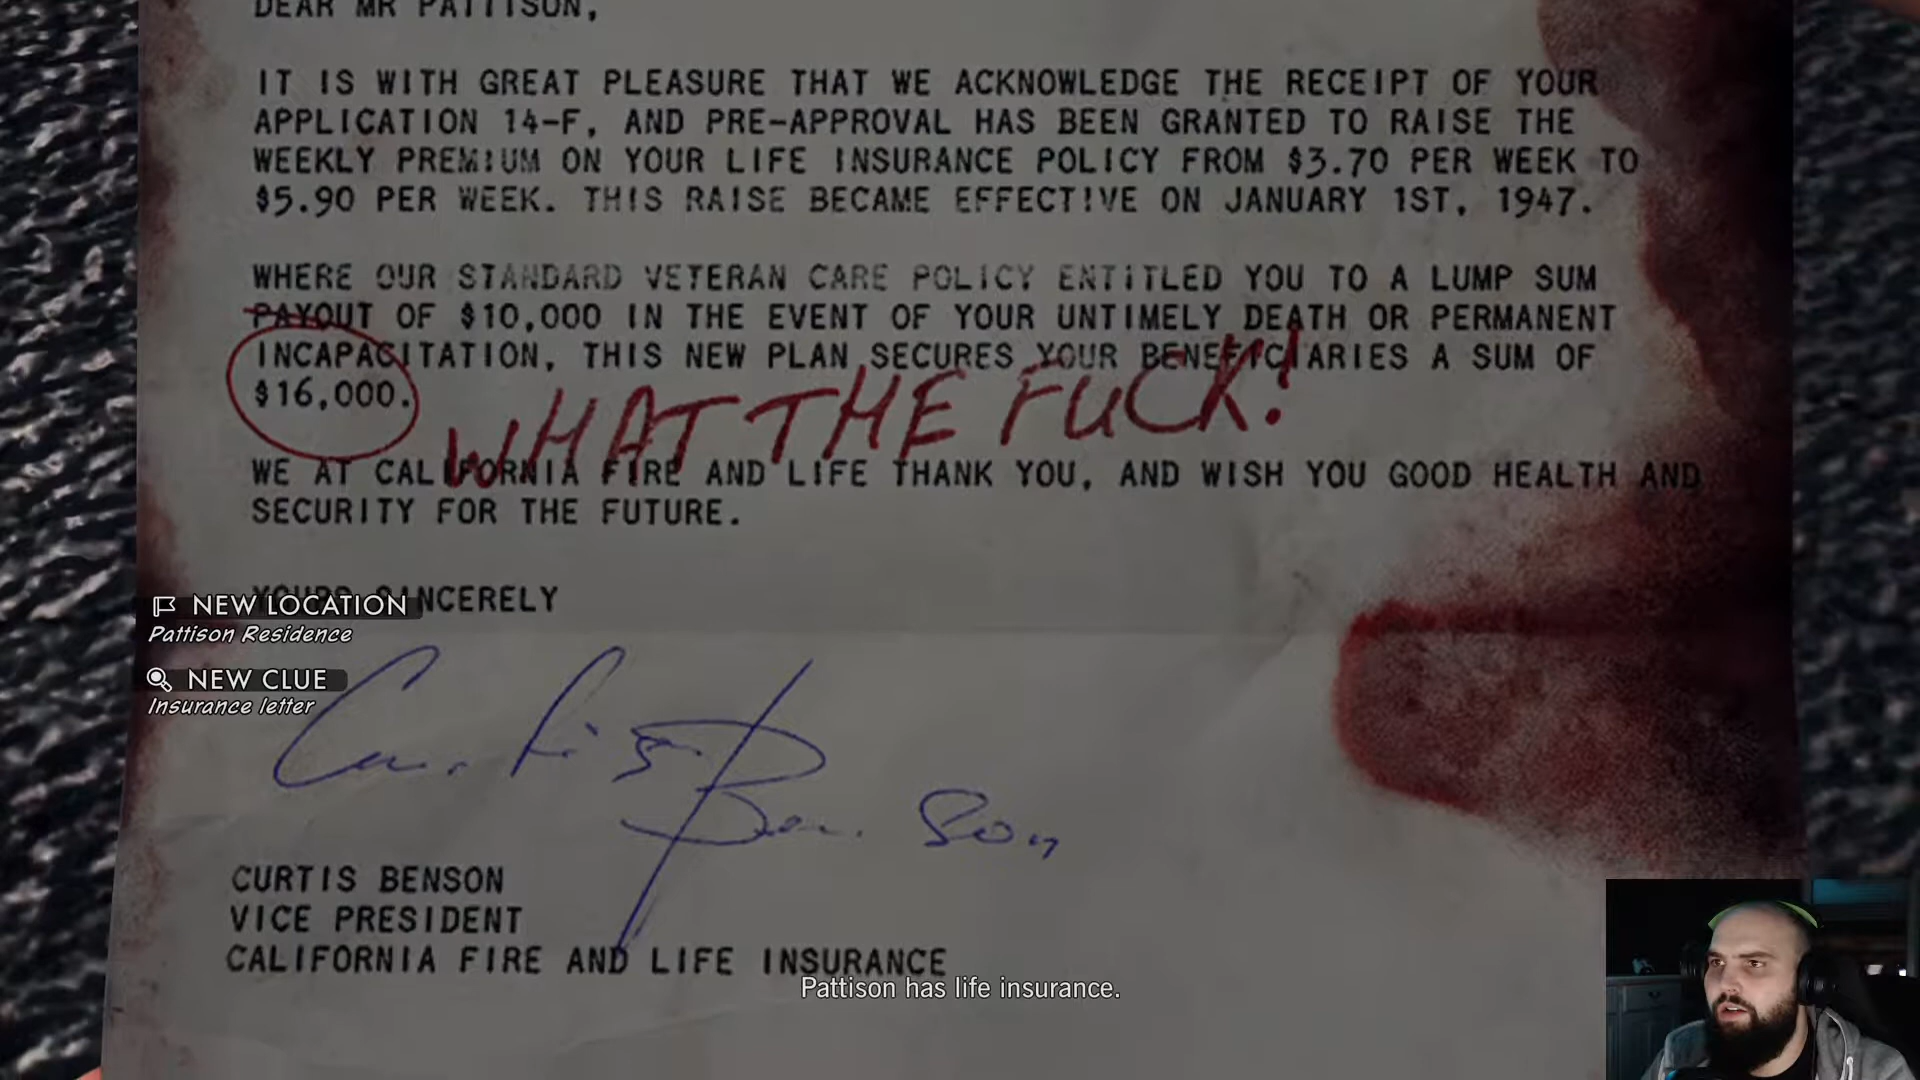 DEAR MR PATTISON,
IT IS WITH GREAT PLEASURE THAT WE ACKNOWLEDGE THE RECEIPT OF YOUR
APPLICATION 14-F, AND PRE-APPROVAL HAS BEEN GRANTED TO RAISE THE
WEEKLY PREMIUM ON YOUR LIFE INSURANCE POLICY FROM $3.70 PER WEEK TO
$5.90 PER WEEK. THIS RAISE BECAME EFFECTIVE ON JANUARY 1ST, 1947.
WHERE OUR STANDARD VETERAN CARE POLICY ENTITLED YOU TO A LUMP SUM
PAYOUT OF $10,000 IN THE EVENT OF YOUR UNTIMELY DEATH OR PERMANENT
INCAPACITATION, THIS NEW PLAN SECURES YOUR BENEFICIARIES A SUM OF
$16,000.
WHAT THE FUCK!
WE AT CALIFORNIA FIRE AND LIFE THANK YOU, AND WISH YOU GOOD HEALTH AND
SECURITY FOR THE FUTURE.
YOURS SINCERELY
NEW LOCATION
Pattison Residence
NEW CLUE
Insurance letter
Curtis Benson
CURTIS BENSON
VICE PRESIDENT
CALIFORNIA FIRE AND LIFE INSURANCE
Pattison has life insurance.